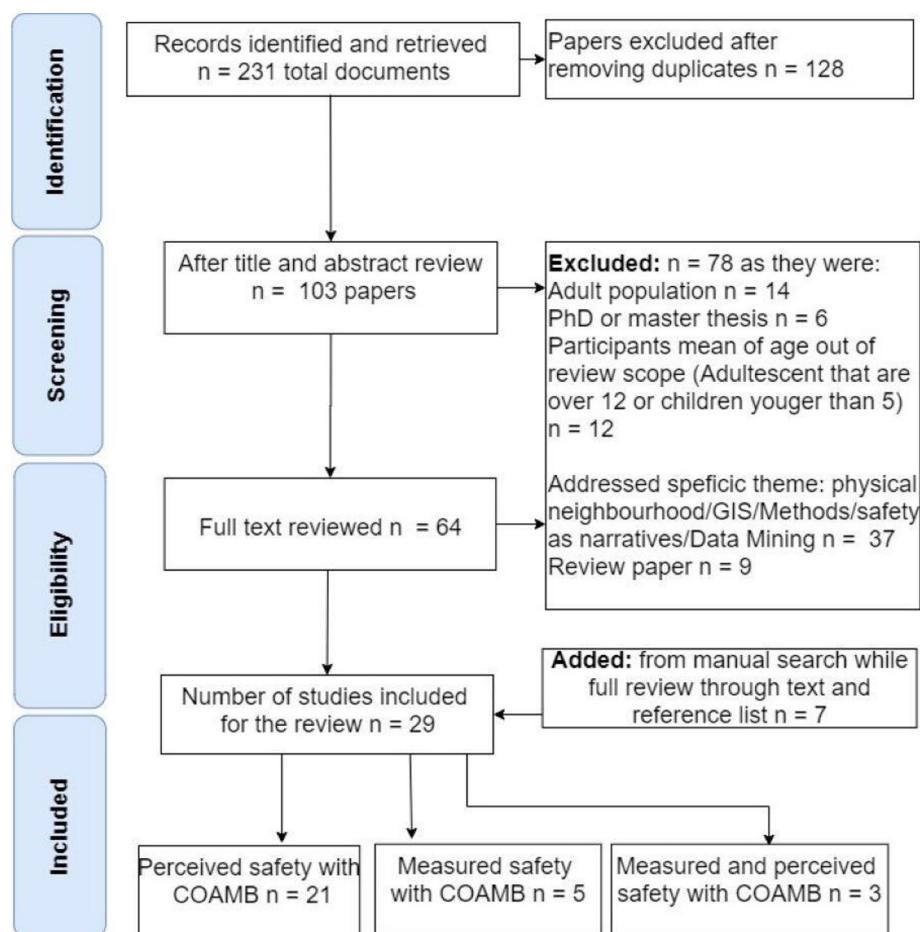 Identification
Records identified and retrieved
n = 231 total documents
Papers excluded after
removing duplicates n = 128
Screening
After title and abstract review
n = 103 papers
Excluded: n = 78 as they were:
Adult population n = 14
PhD or master thesis n = 6
Participants mean of age out of
review scope (Adultescent that are
over 12 or children youger than 5)
n = 12
Addressed speficic theme: physical
neighbourhood/GIS/Methods/safety
as narratives/Data Mining n = 37
Review paper n = 9
Eligibility
Full text reviewed n = 64
Added: from manual search while
full review through text and
reference list n = 7
Number of studies included
for the review n = 29
Included
Perceived safety with
COAMB n = 21
Measured safety
with COAMB n = 5
Measured and perceived
safety with COAMB n = 3